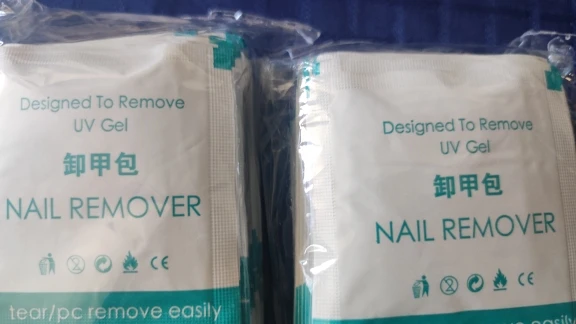 Designed To Remove
UV Gel
卸甲包
NAIL REMOVER
CE
tear/pc remove easily
Designed To Remove
UV Gel
卸甲包
NAIL REMOVER
CE